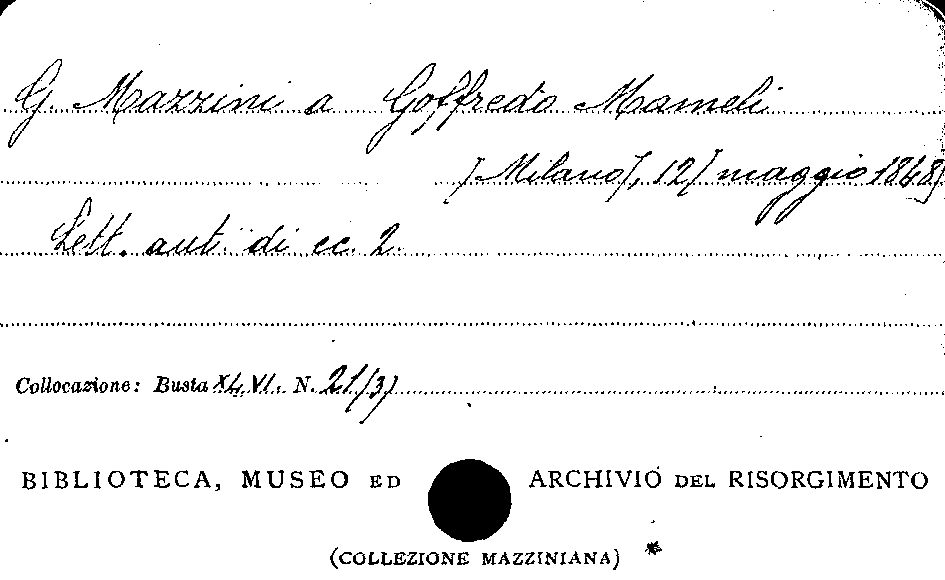 G. Mazzini a Goffredo Mameli
[Milano], 12[maggio 1848]
Lett. aut. di cc. 2.
Collocazione: Busta XLVI. N. 21(3)
BIBLIOTECA, MUSEO ED ARCHIVIO DEL RISORGIMENTO
(COLLEZIONE MAZZINIANA) *